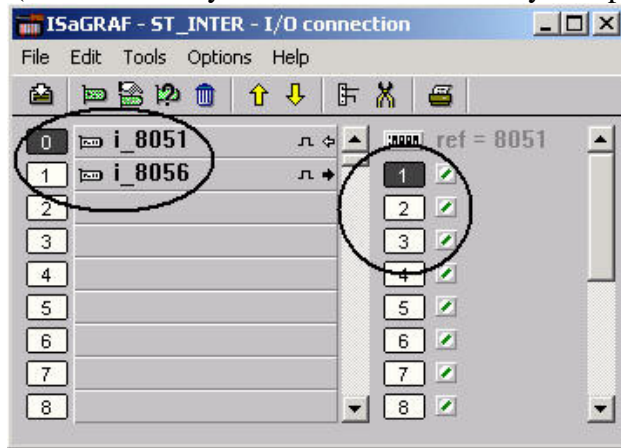 ISaGRAF - ST_INTER - I/O connection
File Edit Tools Options Help
0 i_8051 ref = 8051
1 i_8056 1
2 2
3 3
4 4
5 5
6 6
7 7
8 8